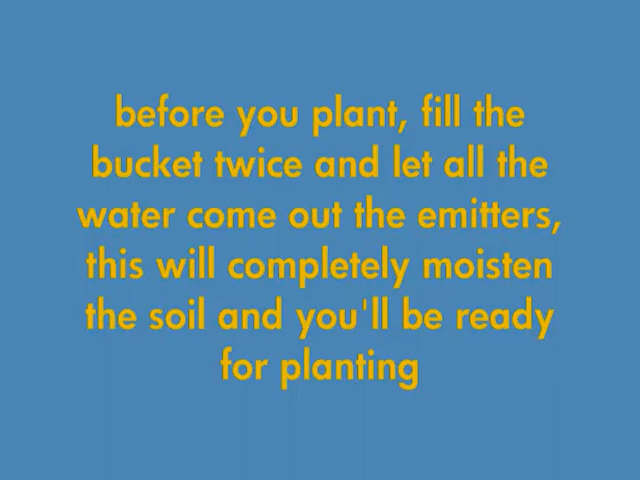 before you plant, fill the
bucket twice and let all the
water come out the emitters,
this will completely moisten
the soil and you'll be ready
for planting